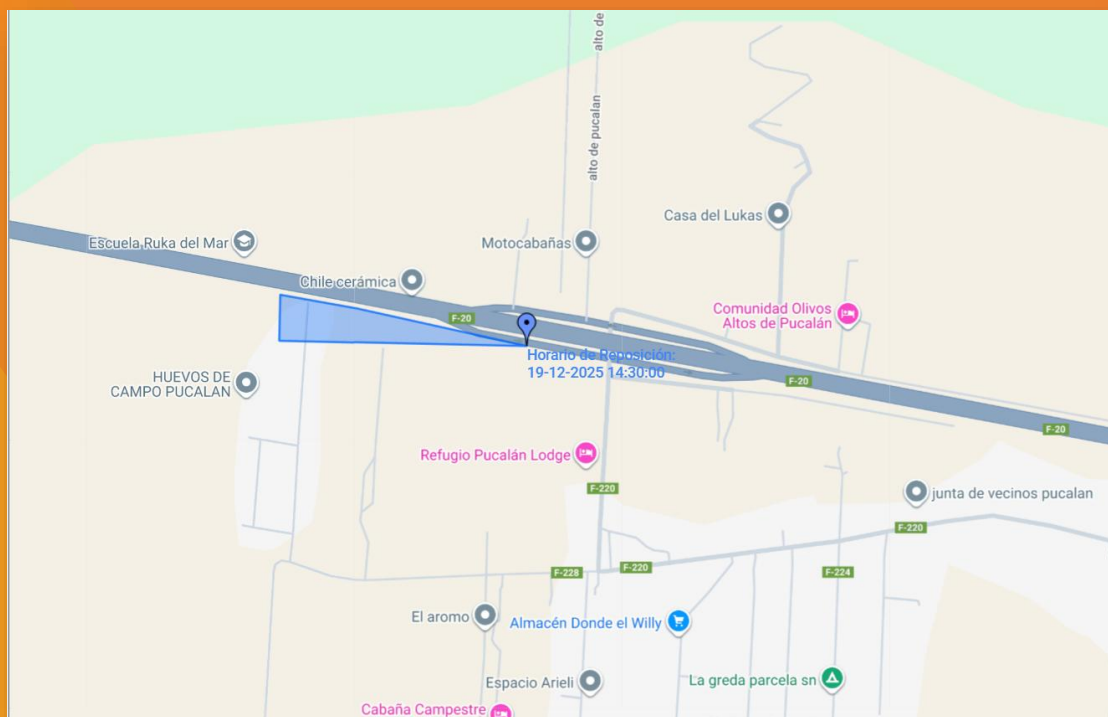 alto de
alto de pucalan
Casa del Lukas
Escuela Ruka del Mar
Motocabañas
Chile cerámica
Comunidad Olivos
Altos de Pucalán
F-20
Horario de Reposición:
19-12-2025 14:30:00
HUEVOS DE
CAMPO PUCALAN
F-20
F-20
Refugio Pucalán Lodge
F-220
junta de vecinos pucalan
F-220
F-228
F-220
F-224
El aromo
Almacén Donde el Willy
Espacio Arieli
La greda parcela sn
Cabaña Campestre